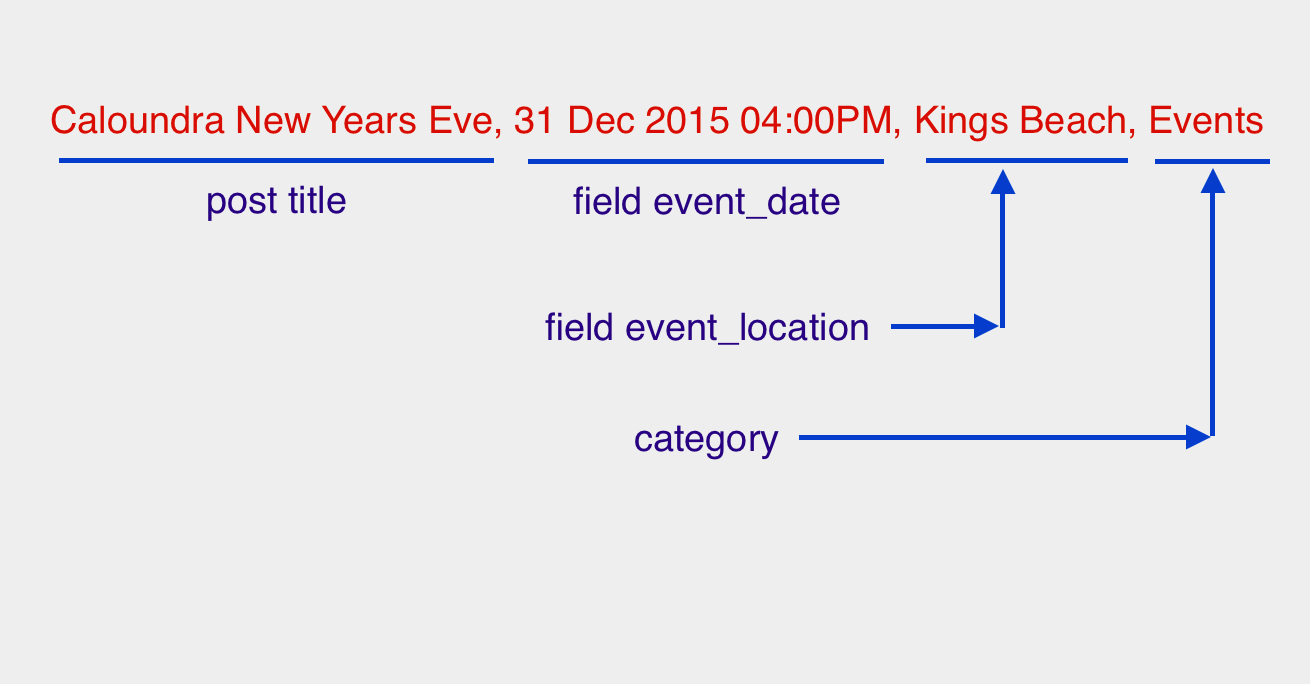 Caloundra New Years Eve, 31 Dec 2015 04:00PM, Kings Beach, Events
post title
field event_date
field event_location
category